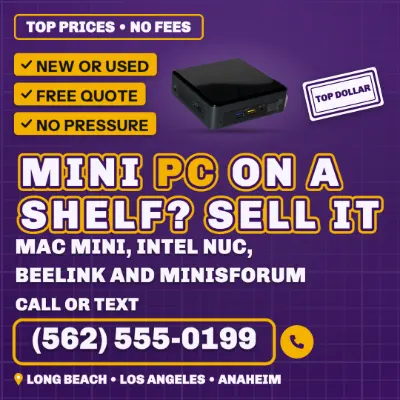 TOP PRICES • NO FEES
NEW OR USED
FREE QUOTE
NO PRESSURE
TOP DOLLAR
MINI PC ON A
SHELF? SELL IT
MAC MINI, INTEL NUC,
BEELINK AND MINISFORUM
CALL OR TEXT
(562) 555-0199
LONG BEACH • LOS ANGELES • ANAHEIM